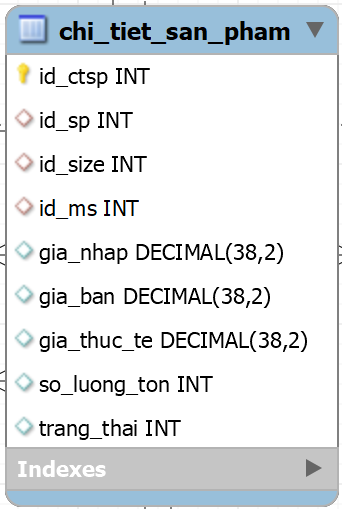 chi_tiet_san_pham
id_ctsp INT
id_sp INT
id_size INT
id_ms INT
gia_nhap DECIMAL(38,2)
gia_ban DECIMAL(38,2)
gia_thuc_te DECIMAL(38,2)
so_luong_ton INT
trang_thai INT
Indexes